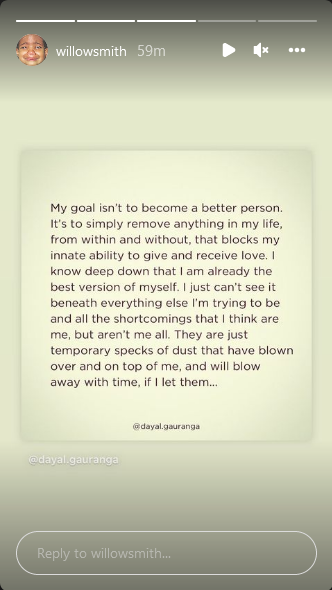 willowsmith 59m
My goal isn't to become a better person.
It's to simply remove anything in my life,
from within and without, that blocks my
innate ability to give and receive love. I
know deep down that I am already the
best version of myself. I just can't see it
beneath everything else I'm trying to be
and all the shortcomings that I think are
me, but aren't me all. They are just
temporary specks of dust that have blown
over and on top of me, and will blow
away with time, if I let them...
@dayal.gauranga
@dayal.gauranga
Reply to willowsmith...